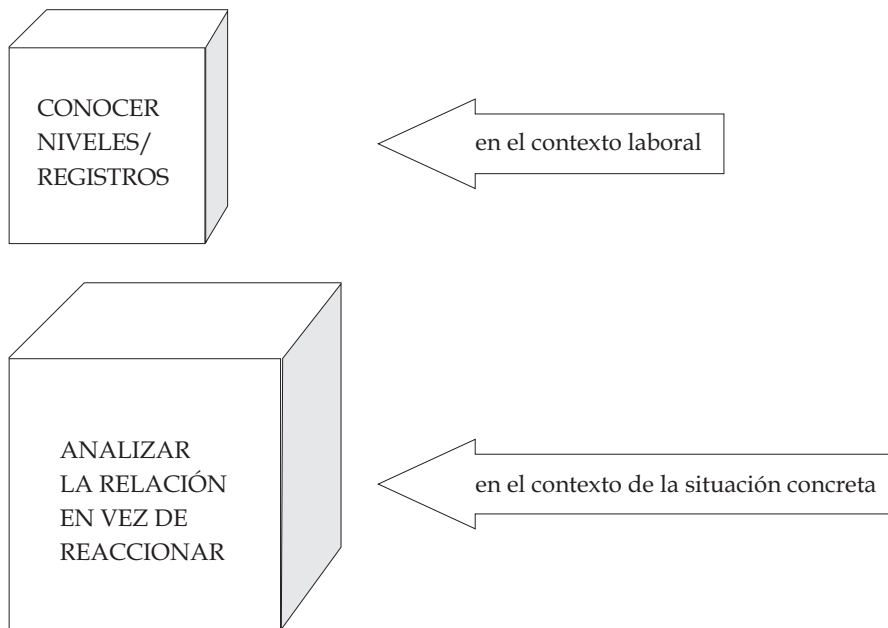 CONOCER
NIVELES/
REGISTROS
en el contexto laboral
ANALIZAR
LA RELACIÓN
EN VEZ DE
REACCIONAR
en el contexto de la situación concreta